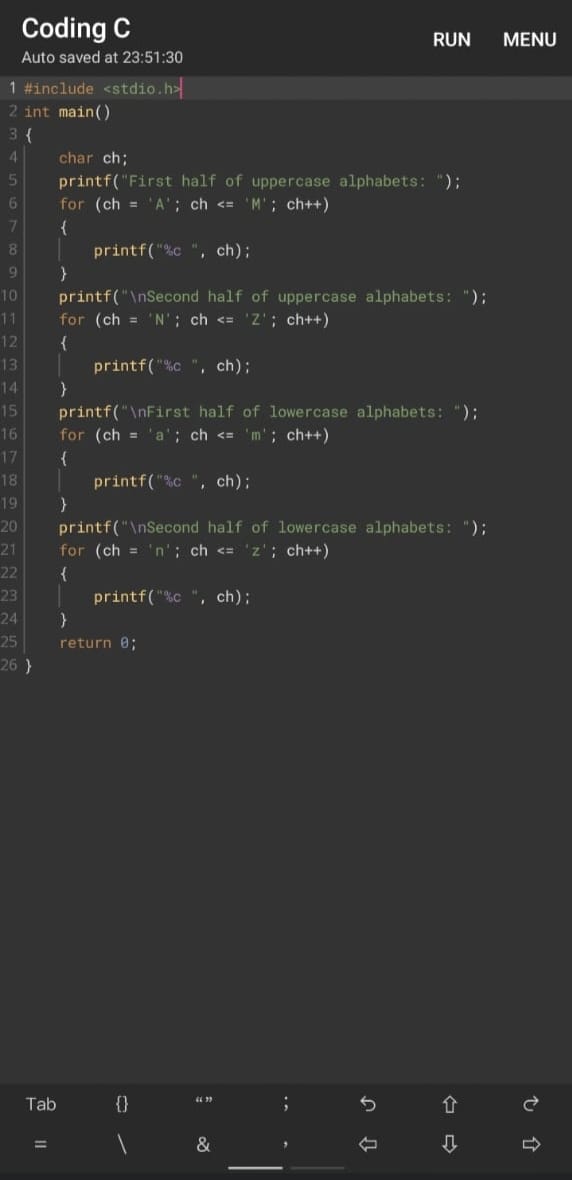 Coding C
Auto saved at 23:51:30
RUN MENU
1 #include <stdio.h>
2 int main()
3 {
4 char ch;
5 printf("First half of uppercase alphabets: ");
6 for (ch = 'A'; ch <= 'M'; ch++)
7 {
8 printf("%c ", ch);
9 }
10 printf("\nSecond half of uppercase alphabets: ");
11 for (ch = 'N'; ch <= 'Z'; ch++)
12 {
13 printf("%c ", ch);
14 }
15 printf("\nFirst half of lowercase alphabets: ");
16 for (ch = 'a'; ch <= 'm'; ch++)
17 {
18 printf("%c ", ch);
19 }
20 printf("\nSecond half of lowercase alphabets: ");
21 for (ch = 'n'; ch <= 'z'; ch++)
22 {
23 printf("%c ", ch);
24 }
25 return 0;
26 }
Tab {} “” ;
= \ & ,